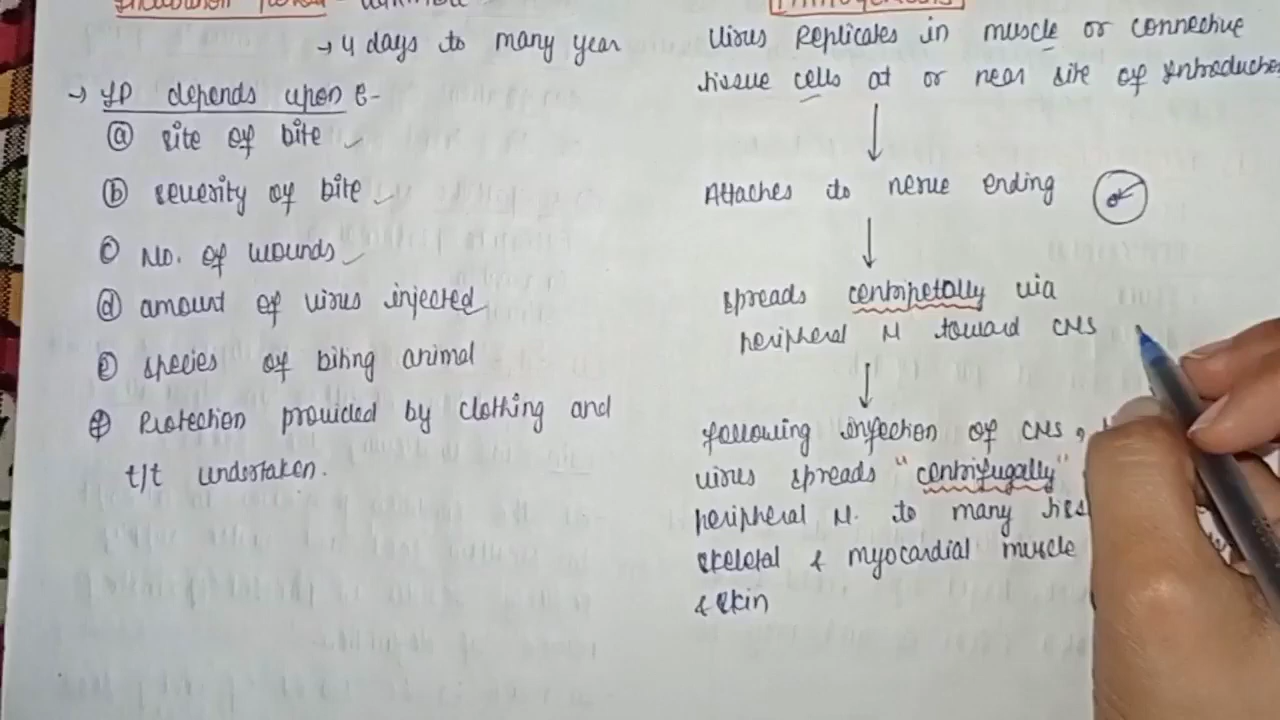 Incubation Period -
→ 4 days to many year
→ IP depends upon :-
(a) site of bite
(b) severity of bite
(c) No. of wounds
(d) amount of virus injected
(e) species of biting animal
(f) Protection provided by clothing and
t/t undertaken.
Pathogenesis
Virus Replicates in muscle or connective
tissue cells at or near site of
Attaches to nerve ending
spreads centripetally via
peripheral N toward CNS
following infection of CNS,
virus spreads "centrifugally"
peripheral N. to many
skeletal & myocardial muscle
& skin